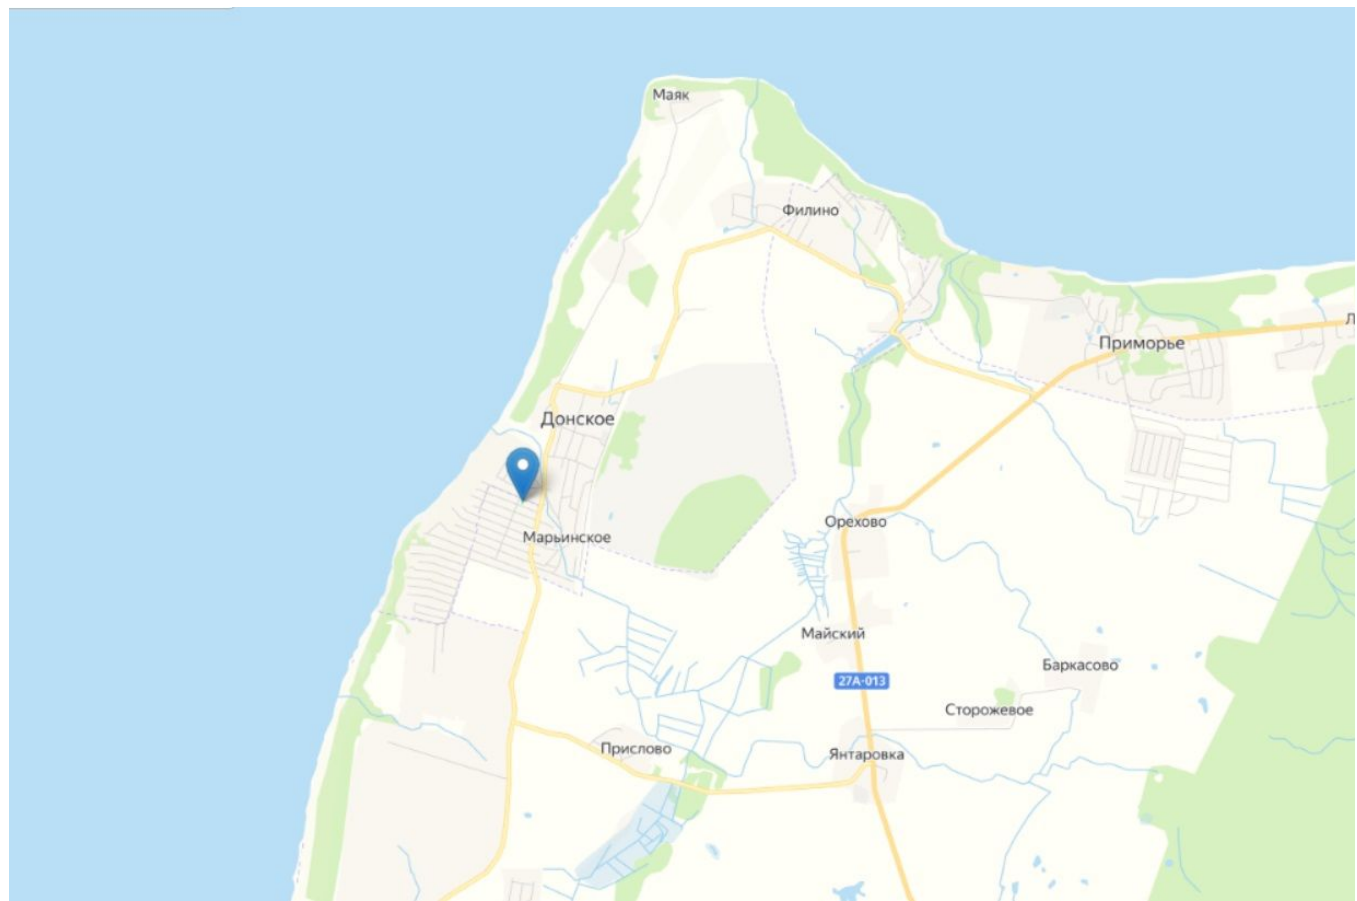 Маяк
Филино
Л
Приморье
Донское
Орехово
Марьинское
Майский
Баркасово
27А-013
Сторожевое
Прислово
Янтаровка